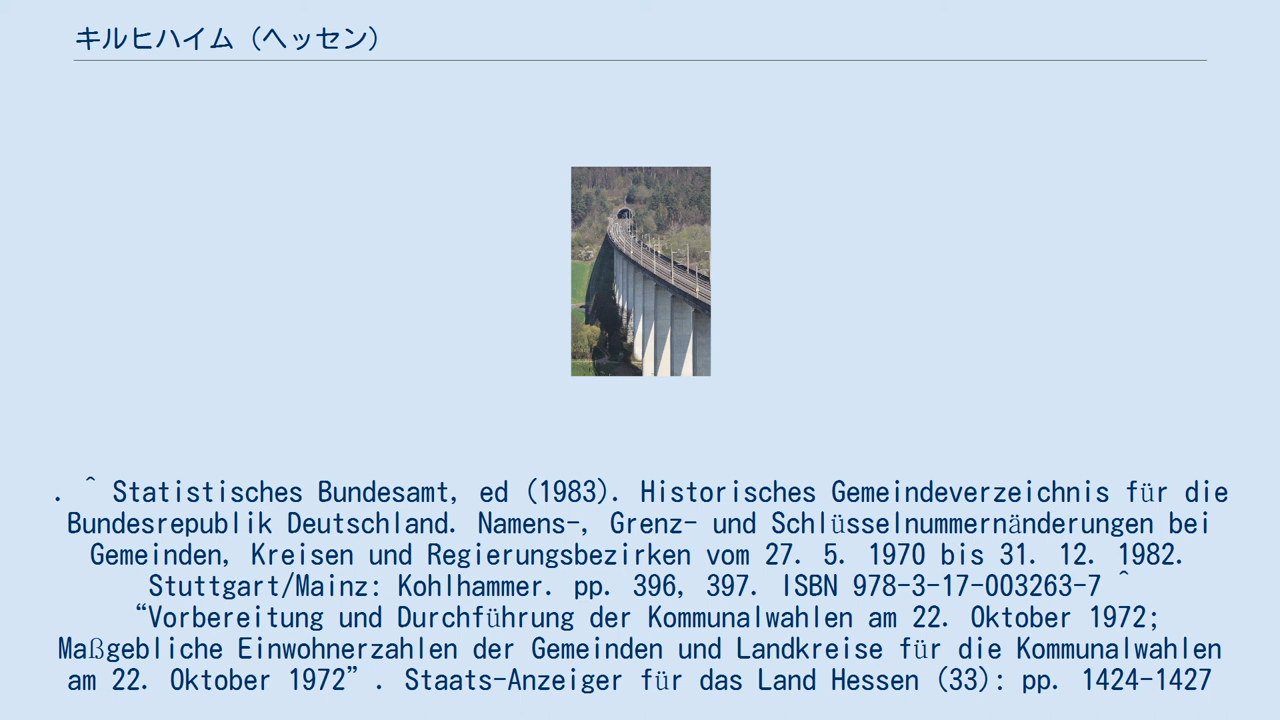 キルヒハイム (ヘッセン)
. ^ Statistisches Bundesamt, ed (1983). Historisches Gemeindeverzeichnis für die
Bundesrepublik Deutschland. Namens-, Grenz- und Schlüsselnummernänderungen bei
Gemeinden, Kreisen und Regierungsbezirken vom 27. 5. 1970 bis 31. 12. 1982.
Stuttgart/Mainz: Kohlhammer. pp. 396, 397. ISBN 978-3-17-003263-7 ^
“Vorbereitung und Durchführung der Kommunalwahlen am 22. Oktober 1972;
Maßgebliche Einwohnerzahlen der Gemeinden und Landkreise für die Kommunalwahlen
am 22. Oktober 1972” . Staats-Anzeiger für das Land Hessen (33): pp. 1424-1427